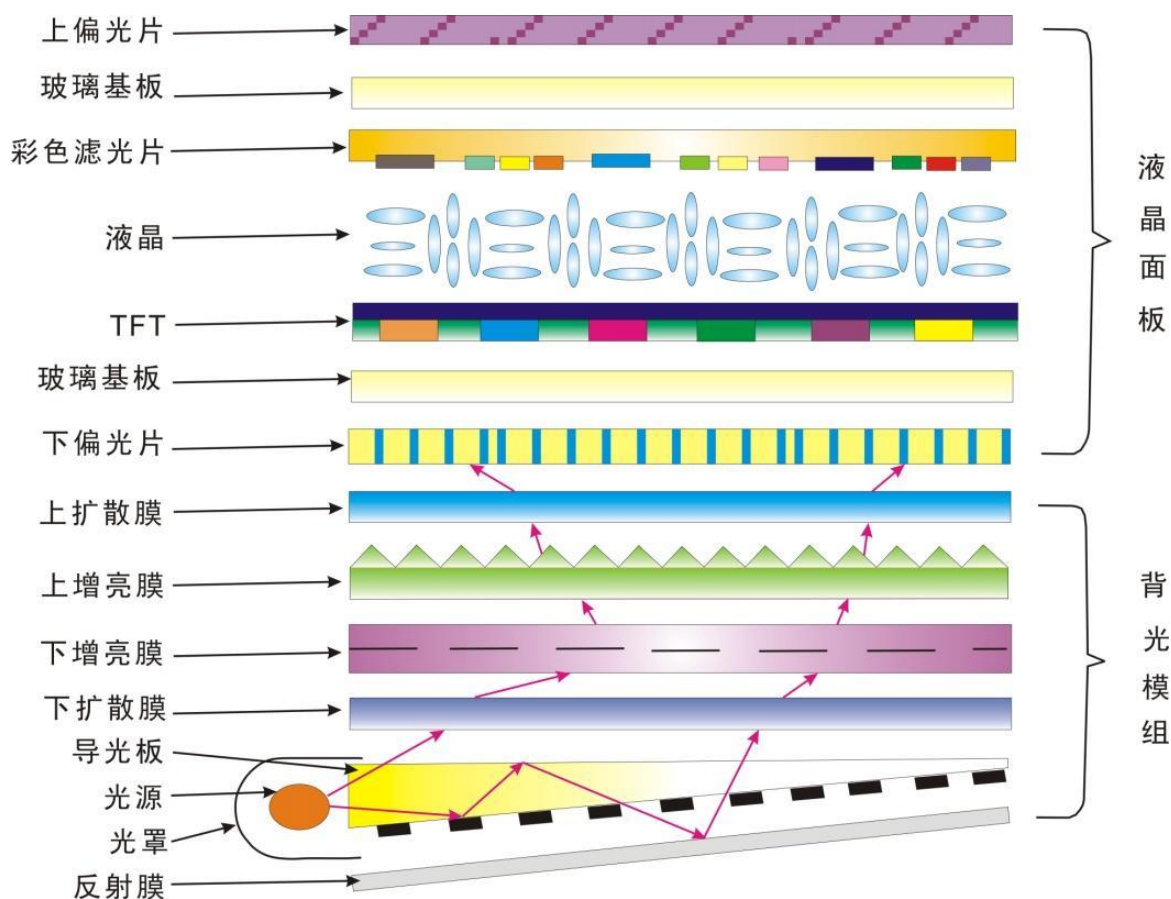 上偏光片
玻璃基板
彩色滤光片
液晶
TFT
玻璃基板
下偏光片
上扩散膜
上增亮膜
下增亮膜
下扩散膜
导光板
光源
光罩
反射膜
液晶面板
背光模组